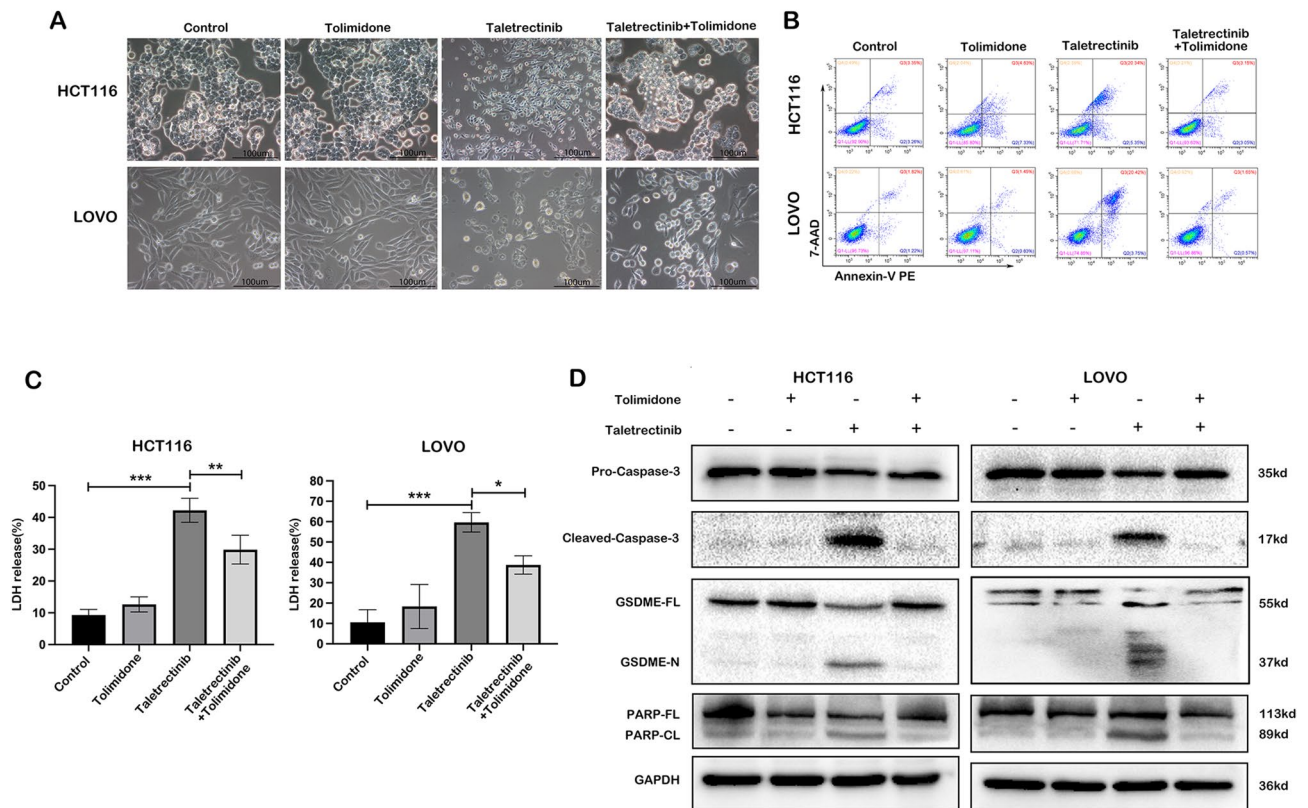 A
Control
Tolimidone
Taletrectinib
Taletrectinib+Tolimidone
HCT116
100um
100um
100um
100um
LOVO
100um
100um
100um
100um
B
Control
Tolimidone
Taletrectinib
Taletrectinib
+Tolimidone
HCT116
LOVO
7-AAD
Annexin-V PE
C
HCT116
LDH release(%)
50
40
30
20
10
0
***
**
Control
Tolimidone
Taletrectinib
Taletrectinib
+Tolimidone
LOVO
LDH release(%)
80
70
60
50
40
30
20
10
0
***
*
Control
Tolimidone
Taletrectinib
Taletrectinib
+Tolimidone
D
HCT116 LOVO
Tolimidone - + - + - + - +
Taletrectinib - - + + - - + +
Pro-Caspase-3 35kd
Cleaved-Caspase-3 17kd
GSDME-FL 55kd
GSDME-N 37kd
PARP-FL 113kd
PARP-CL 89kd
GAPDH 36kd